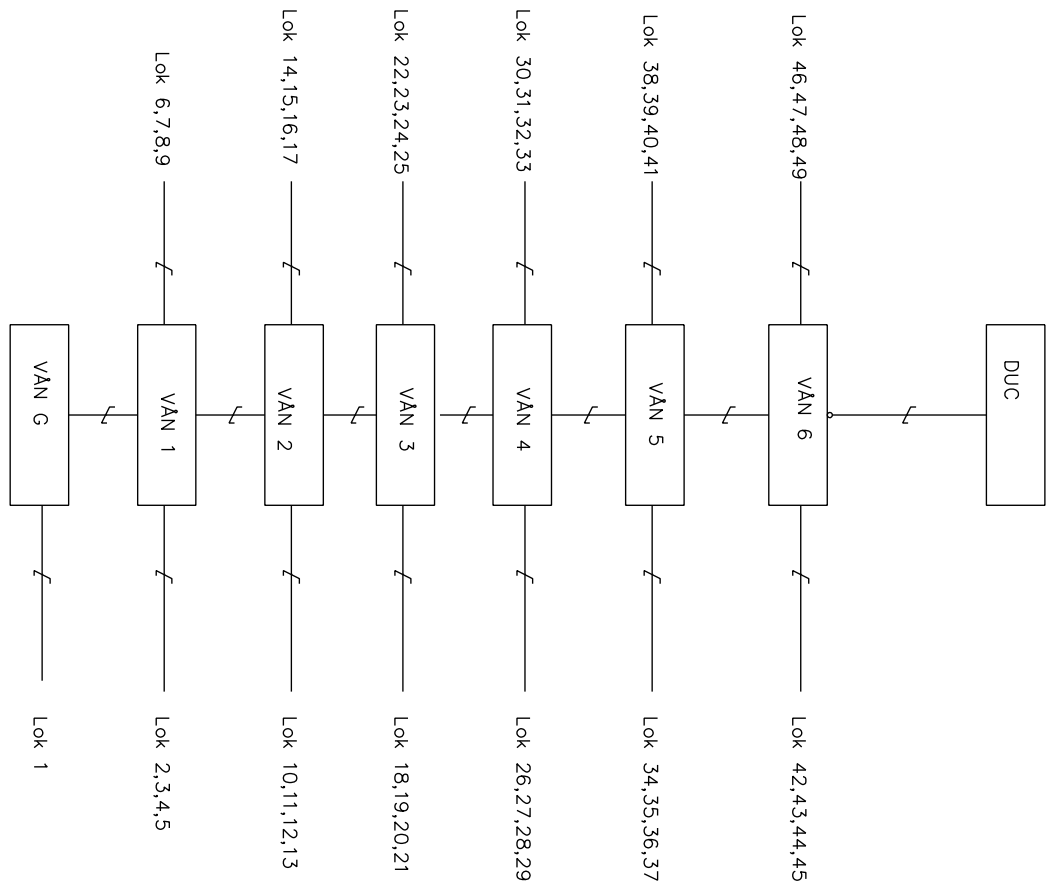 DUC
Lok 46,47,48,49
VÅN 6
Lok 42,43,44,45
Lok 38,39,40,41
VÅN 5
Lok 34,35,36,37
Lok 30,31,32,33
VÅN 4
Lok 26,27,28,29
Lok 22,23,24,25
VÅN 3
Lok 18,19,20,21
Lok 14,15,16,17
VÅN 2
Lok 10,11,12,13
Lok 6,7,8,9
VÅN 1
Lok 2,3,4,5
VÅN G
Lok 1